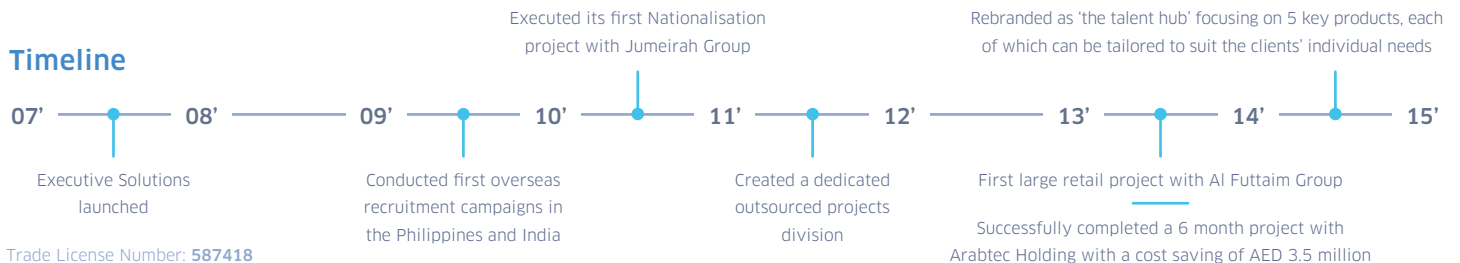 Executed its first Nationalisation
project with Jumeirah Group
Rebranded as ‘the talent hub’ focusing on 5 key products, each
of which can be tailored to suit the clients’ individual needs
Timeline
07’ 08’ 09’ 10’ 11’ 12’ 13’ 14’ 15’
Executive Solutions
launched
Conducted first overseas
recruitment campaigns in
the Philippines and India
Created a dedicated
outsourced projects
division
First large retail project with Al Futtaim Group
Successfully completed a 6 month project with
Arabtec Holding with a cost saving of AED 3.5 million
Trade License Number: 587418